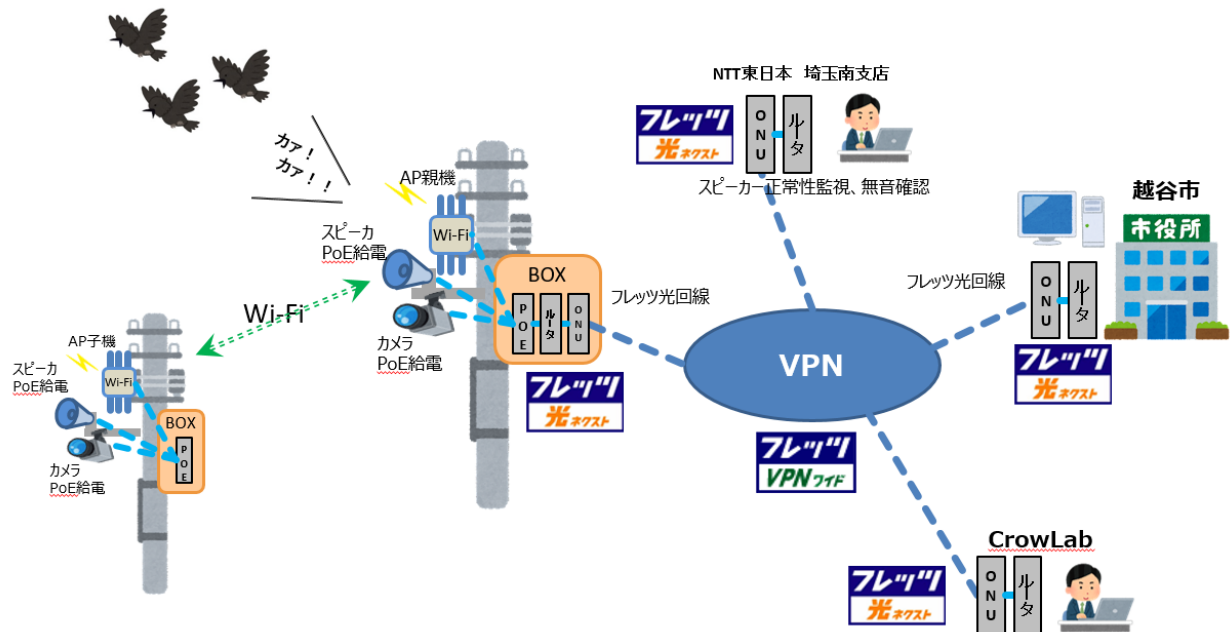 カァ！
カァ！！
AP親機
Wi-Fi
スピーカ
PoE給電
カメラ
PoE給電
BOX
POE
ルータ
ONU
フレッツ光回線
フレッツ
光ネクスト
Wi-Fi
AP子機
Wi-Fi
スピーカ
PoE給電
カメラ
PoE給電
BOX
POE
NTT東日本　埼玉南支店
フレッツ
光ネクスト
ONU
ルータ
スピーカー正常性監視、無音確認
VPN
フレッツ
VPNワイド
越谷市
市役所
フレッツ光回線
ONU
ルータ
フレッツ
光ネクスト
CrowLab
フレッツ
光ネクスト
ONU
ルータ